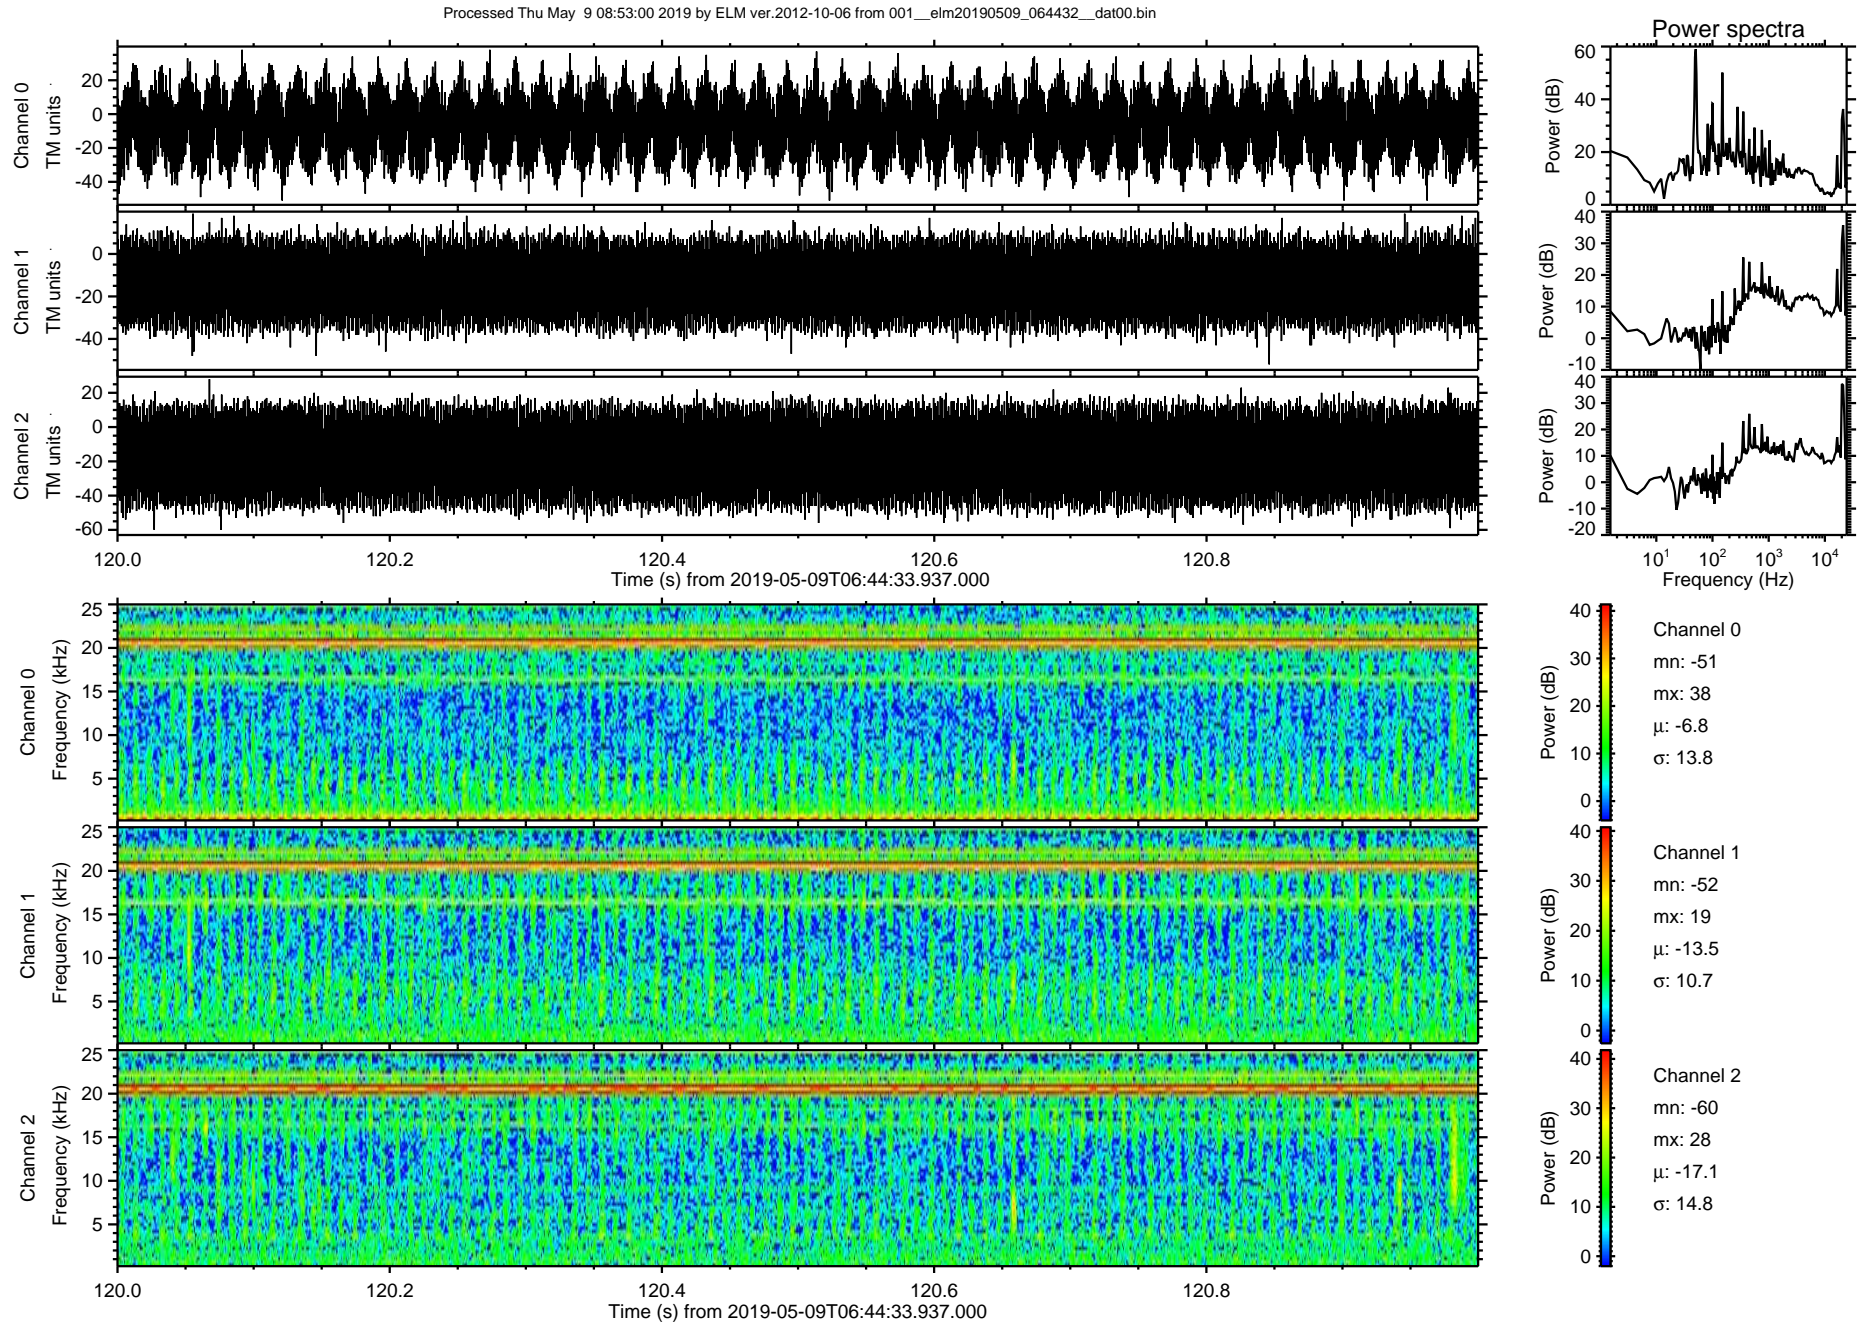 Processed Thu May  9 08:53:00 2019 by ELM ver.2012-10-06 from 001__elm20190509_064432__dat00.bin
Power spectra
Channel 0
TM units
20
0
-20
-40
Power (dB)
60
40
20
0
Channel 1
TM units
0
-20
-40
Power (dB)
40
30
20
10
0
-10
Channel 2
TM units
20
0
-20
-40
-60
Power (dB)
40
30
20
10
0
-10
-20
120.0 120.2 120.4 120.6 120.8
Time (s) from 2019-05-09T06:44:33.937.000
10¹ 10² 10³ 10⁴
Frequency (Hz)
Channel 0
Frequency (kHz)
25
20
15
10
5
Power (dB)
40
30
20
10
0
Channel 0
mn: -51
mx: 38
μ: -6.8
σ: 13.8
Channel 1
Frequency (kHz)
25
20
15
10
5
Power (dB)
40
30
20
10
0
Channel 1
mn: -52
mx: 19
μ: -13.5
σ: 10.7
Channel 2
Frequency (kHz)
25
20
15
10
5
Power (dB)
40
30
20
10
0
Channel 2
mn: -60
mx: 28
μ: -17.1
σ: 14.8
120.0 120.2 120.4 120.6 120.8
Time (s) from 2019-05-09T06:44:33.937.000